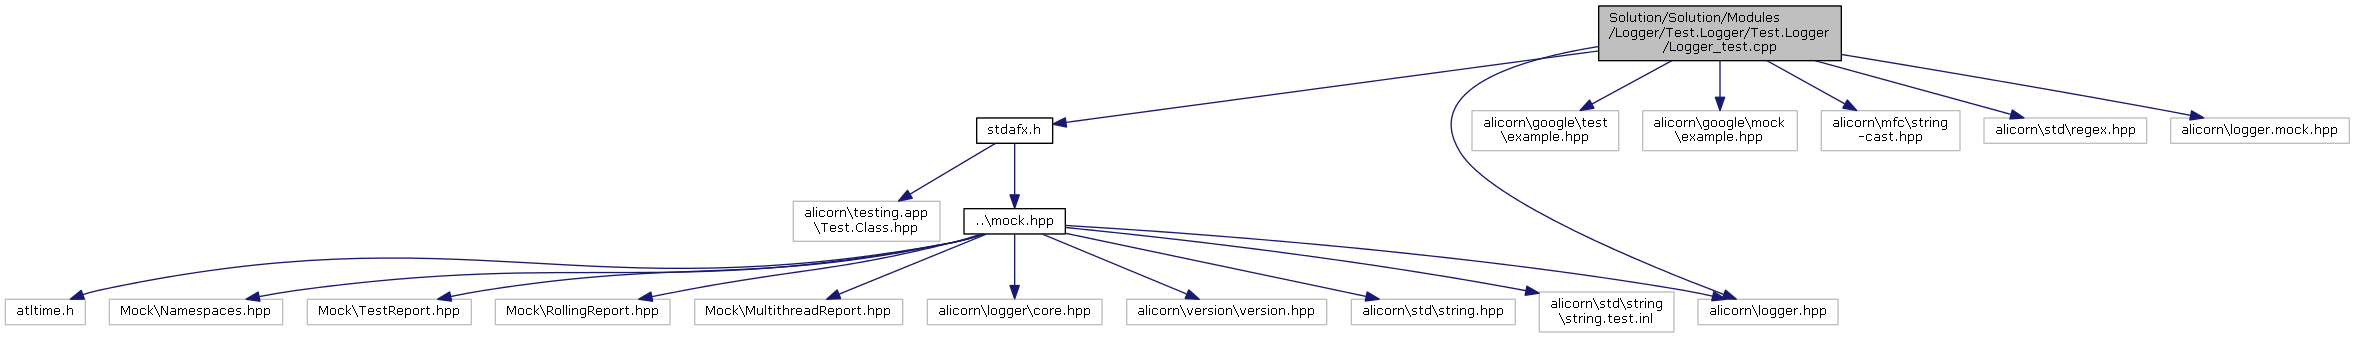 Solution/Solution/Modules
/Logger/Test.Logger/Test.Logger
/Logger_test.cpp
stdafx.h
alicorn\google\test
\example.hpp
alicorn\google\mock
\example.hpp
alicorn\mfc\string
-cast.hpp
alicorn\std\regex.hpp
alicorn\logger.mock.hpp
alicorn\testing.app
\Test.Class.hpp
..\mock.hpp
atltime.h
Mock\Namespaces.hpp
Mock\TestReport.hpp
Mock\RollingReport.hpp
Mock\MultithreadReport.hpp
alicorn\logger\core.hpp
alicorn\version\version.hpp
alicorn\std\string.hpp
alicorn\std\string
\string.test.inl
alicorn\logger.hpp